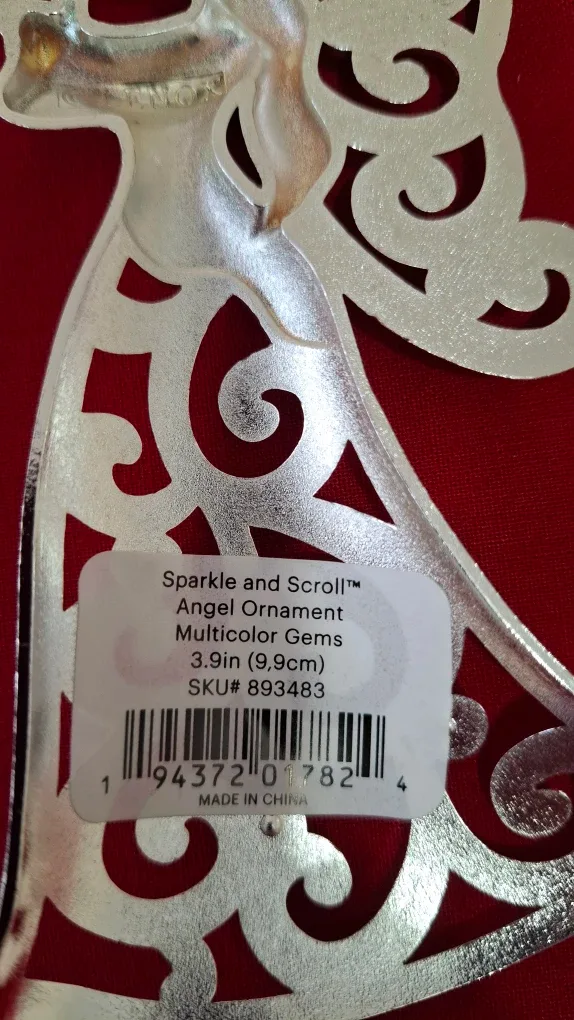 Sparkle and Scroll™
Angel Ornament
Multicolor Gems
3.9in (9,9cm)
SKU# 893483
1 94372 01782 4
MADE IN CHINA